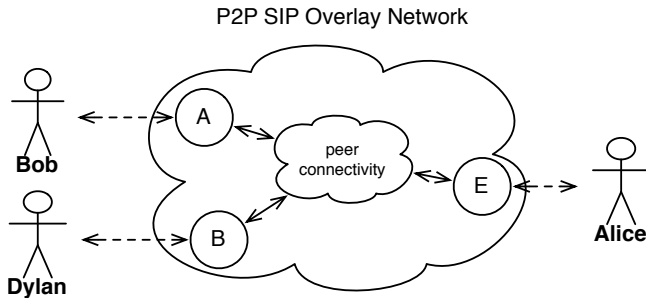 P2P SIP Overlay Network
A
Bob
peer
connectivity
E
Alice
B
Dylan